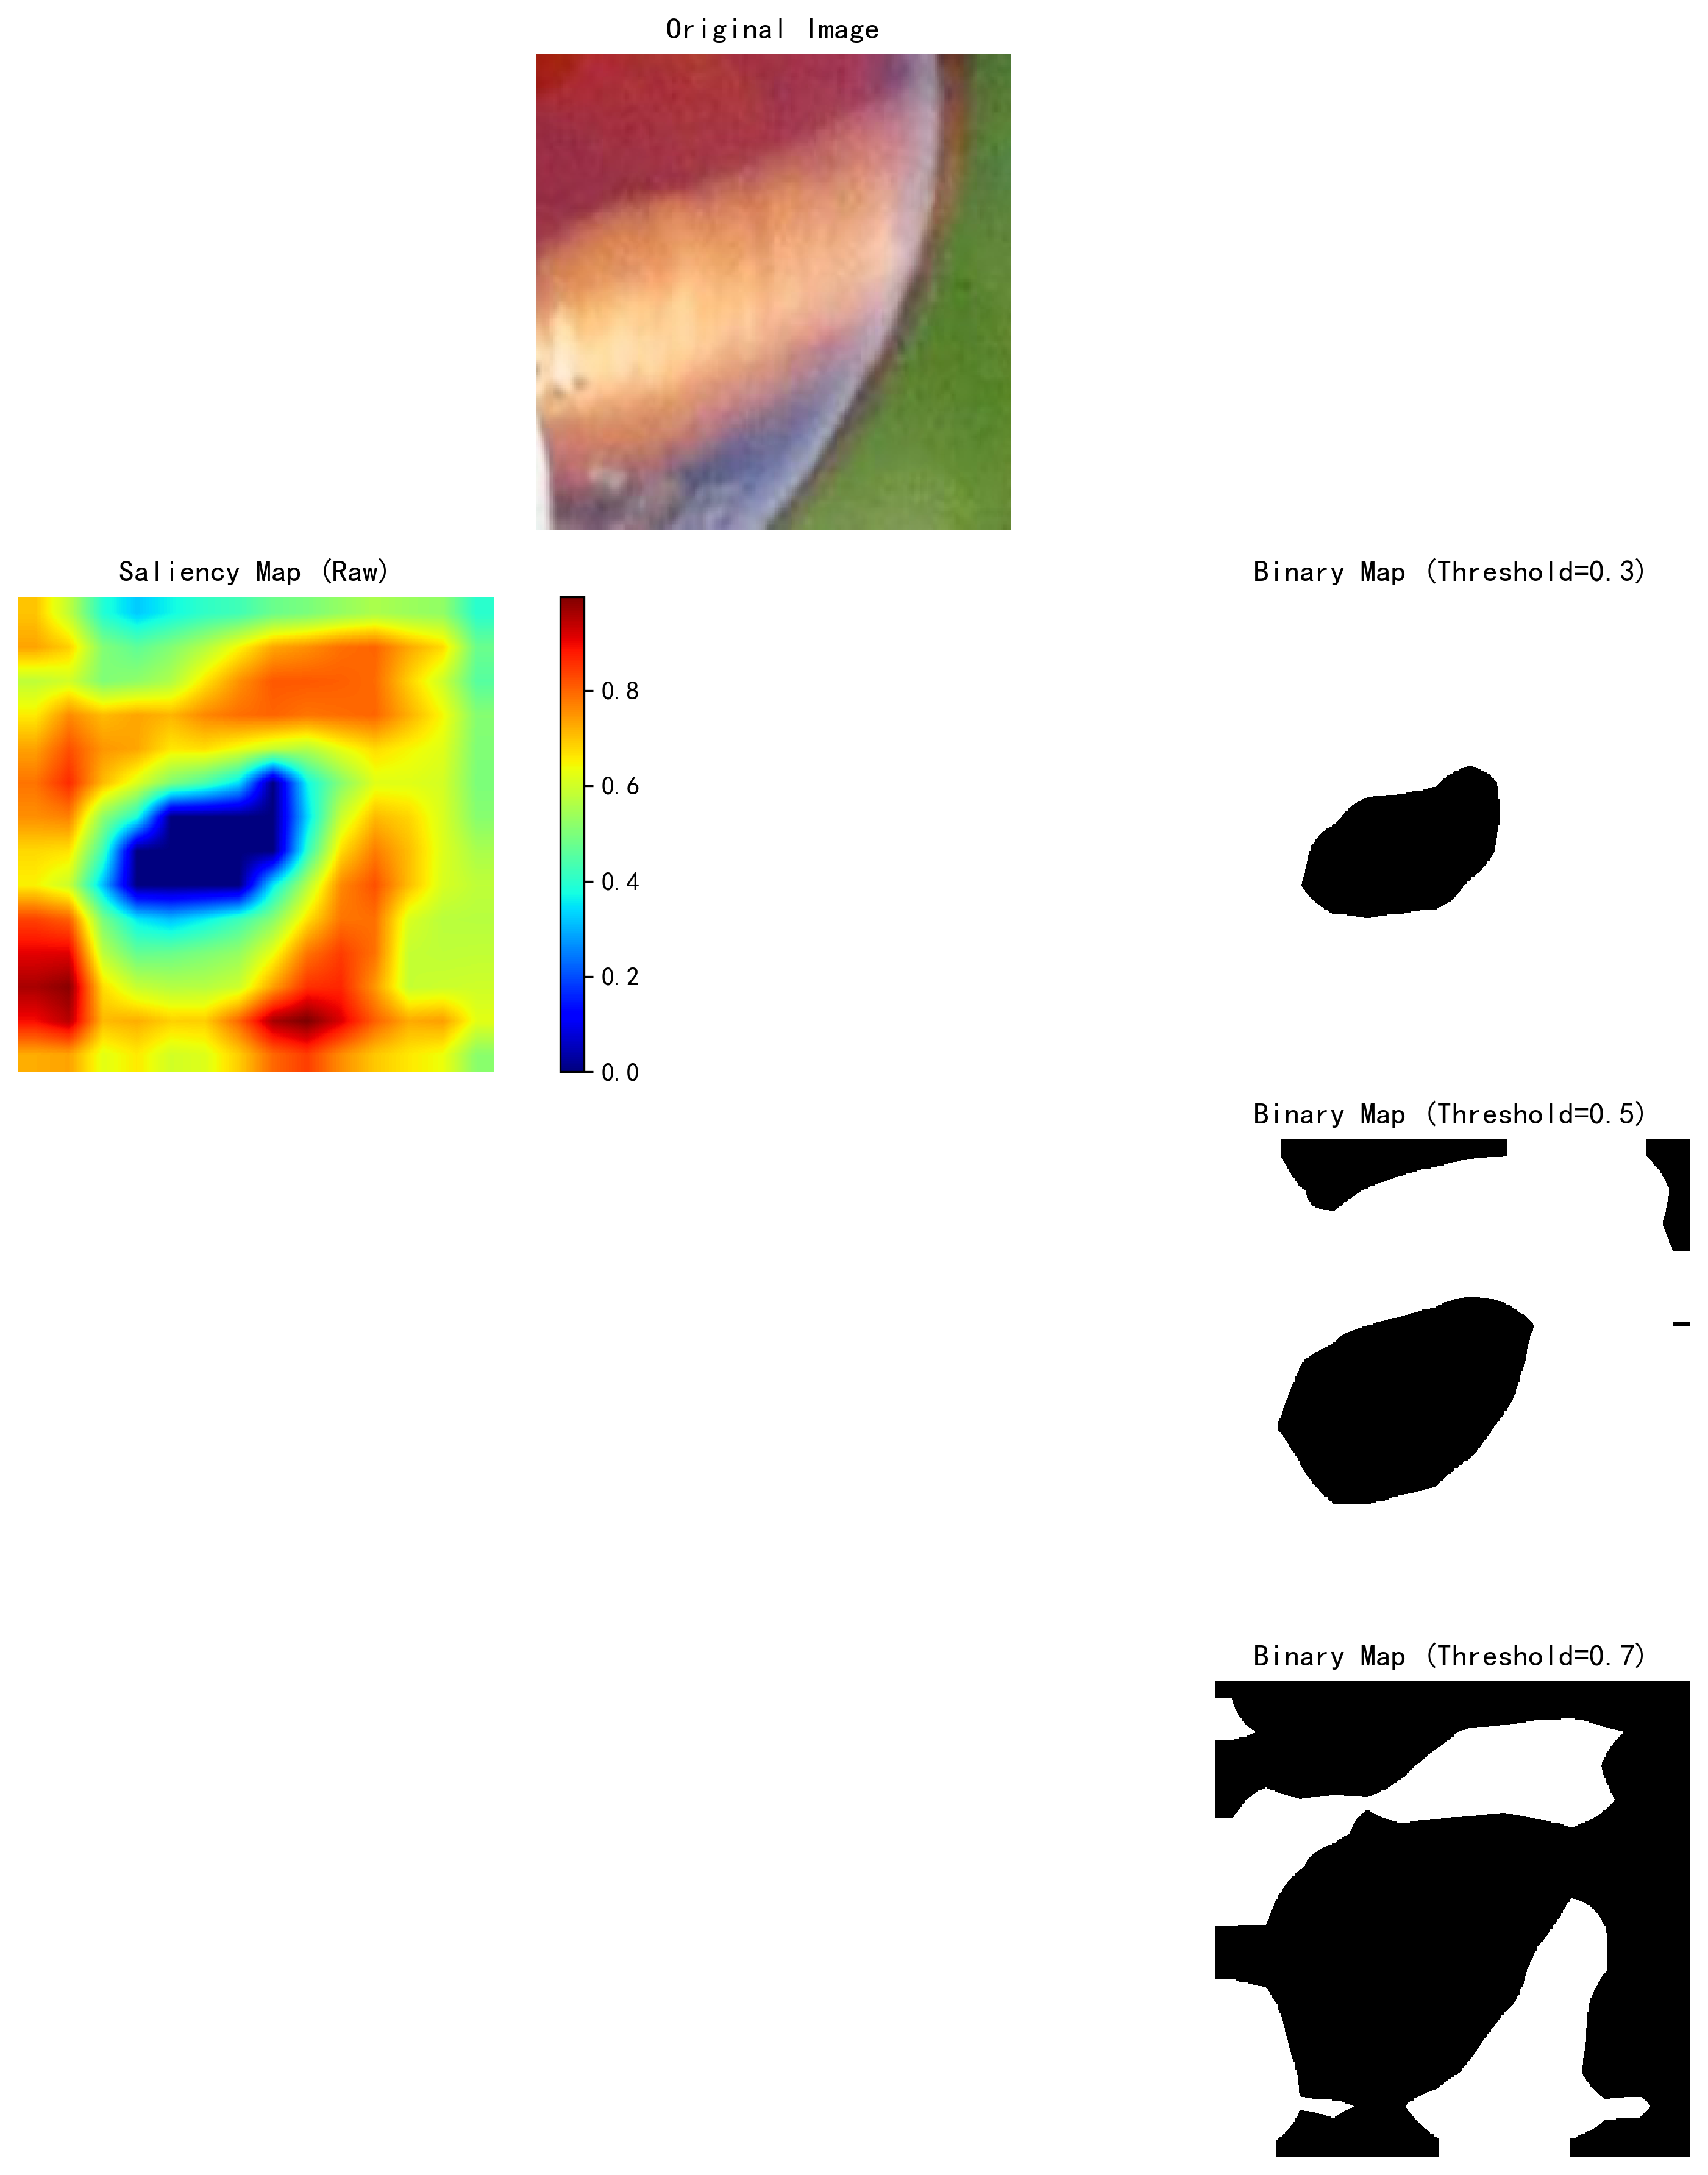 Original Image
Saliency Map (Raw)
Binary Map (Threshold=0.3)
0.8
0.6
0.4
0.2
0.0
Binary Map (Threshold=0.5)
Binary Map (Threshold=0.7)